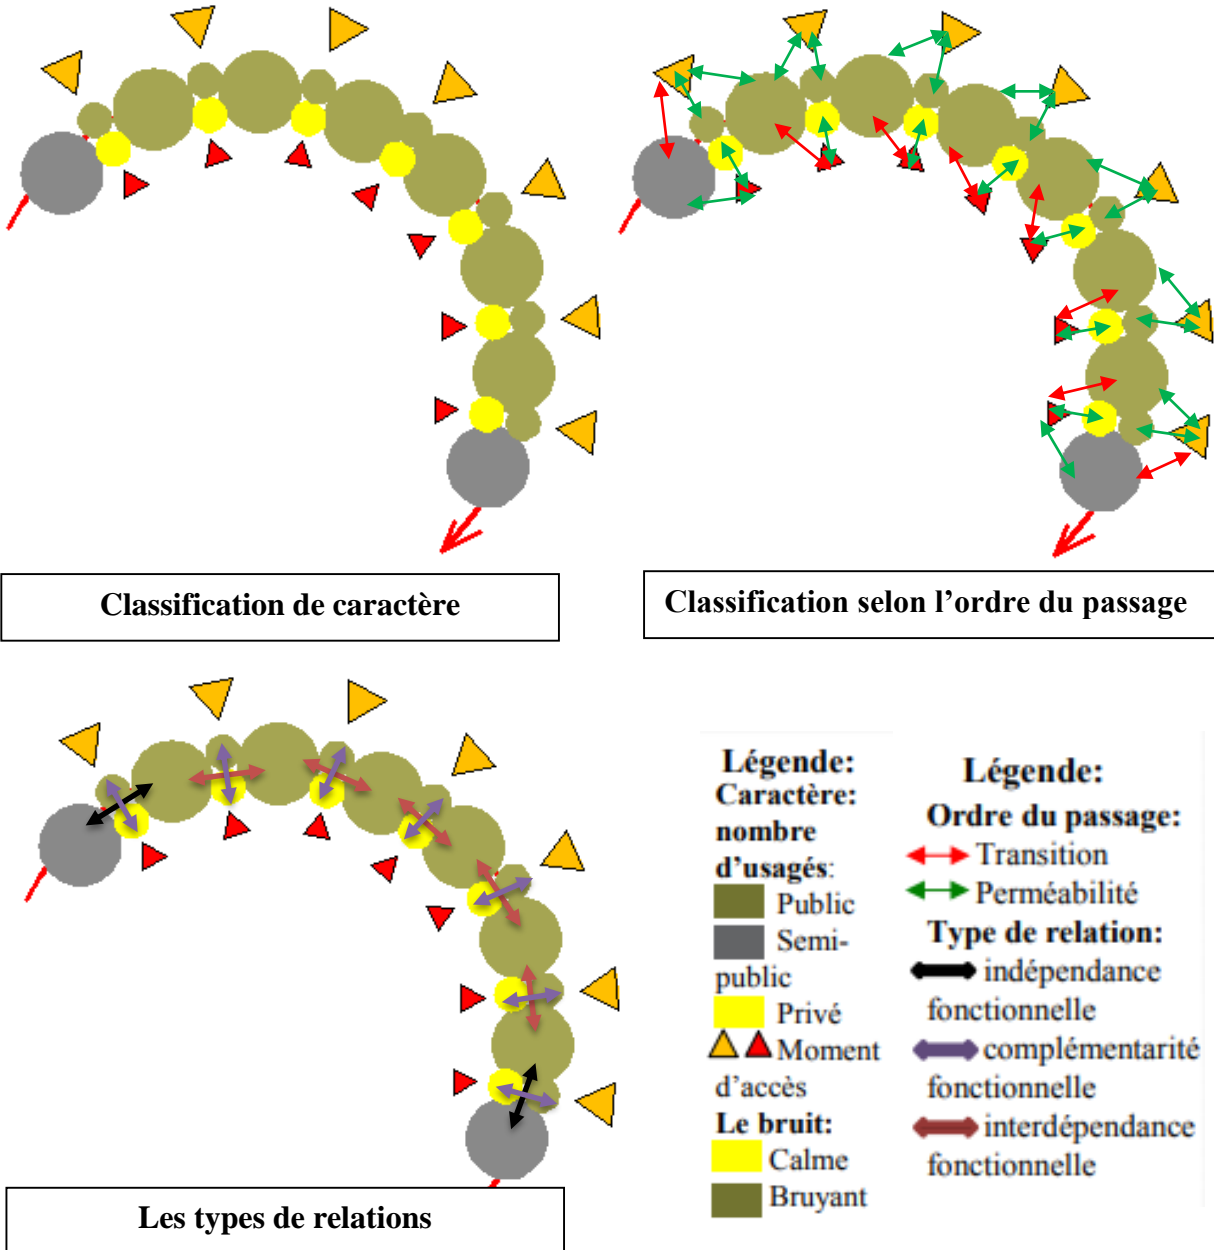 Classification de caractère
Classification selon l’ordre du passage
Les types de relations
Légende:
Caractère:
nombre
d’usagés:
Public
Semi-
public
Privé
Moment
d’accès
Le bruit:
Calme
Bruyant
Légende:
Ordre du passage:
Transition
Perméabilité
Type de relation:
indépendance
fonctionnelle
complémentarité
fonctionnelle
interdépendance
fonctionnelle